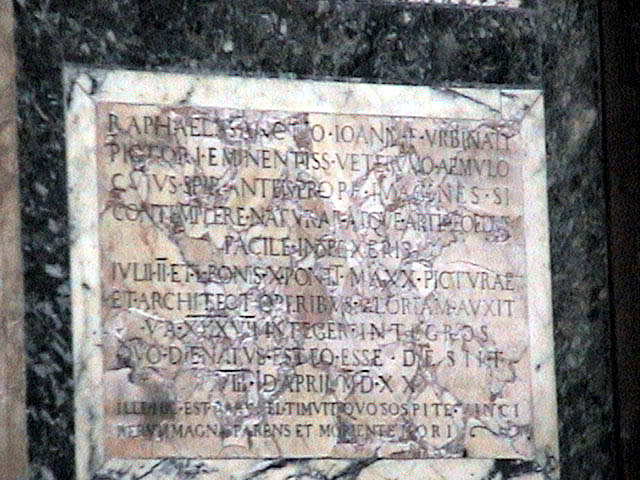 RAPHAELI·SANCTIO·IOANN·F·VRBINATI
PICTORI·EMINENTISS·VETERVMQ·AEMVLO
CVIVS·SPIRANTEIS·PROPE·IMAGINES·SI
CONTEMPLERE·NATVRAE·ATQVE·ARTIS·FOEDVS
FACILE·INSPEXERIS
IVLII·II·ET·LEONIS·X·PONTT·MAXX·PICTVRAE
ET·ARCHITECT·OPERIBVS·GLORIAM·AVXIT
V·A·XXXVII·INTEGER·INTEGROS
QVO·DIE·NATVS·EST·EO·ESSE·DESIIT
VIII·ID·APRIL·MDXX
ILLE·HIC·EST·RAPHAEL·TIMVIT·QVO·SOSPITE·VINCI
RERVM·MAGNA·PARENS·ET·MORIENTE·MORI